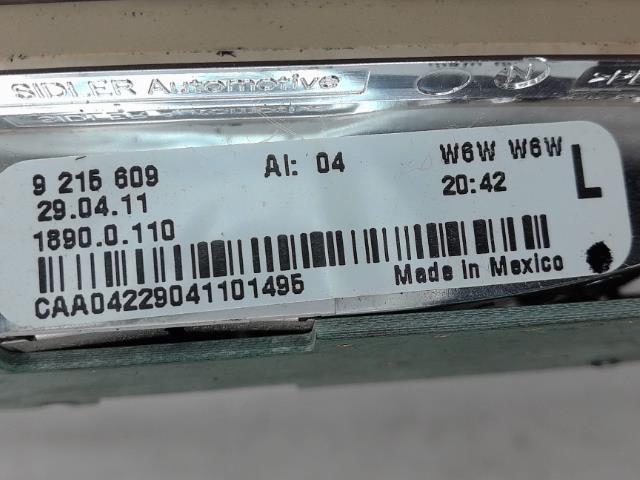 SIDLER Automotive
9 215 609 AI: 04 W6W W6W
29.04.11 20:42 L
1890.0.110
CAA04229041101495 Made in Mexico